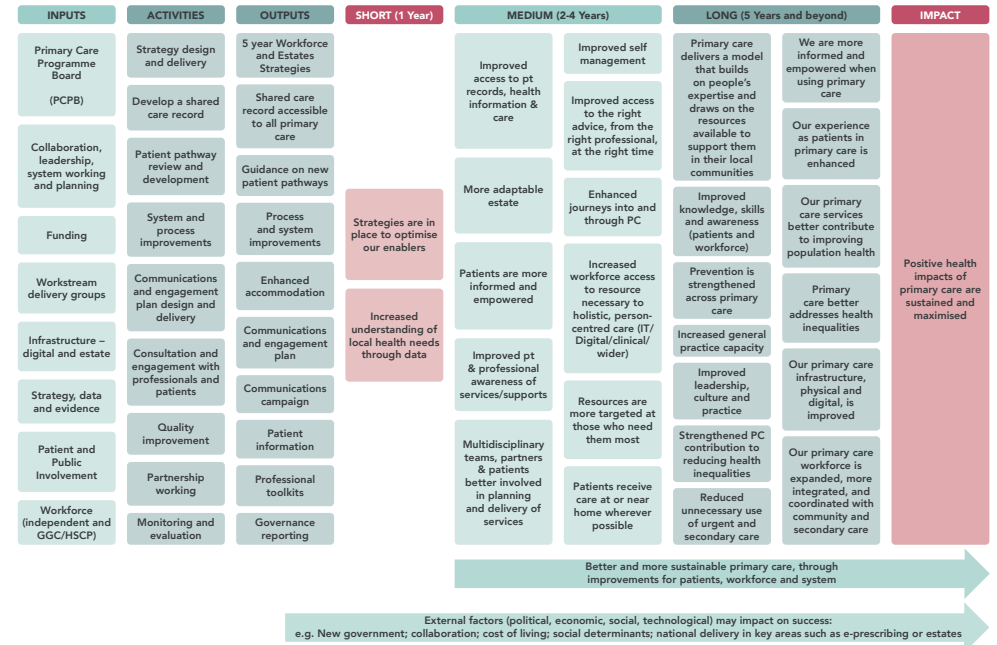 INPUTS
ACTIVITIES
OUTPUTS
SHORT (1 Year)
MEDIUM (2-4 Years)
LONG (5 Years and beyond)
IMPACT
Primary Care
Programme
Board
(PCPB)
Collaboration,
leadership,
system working
and planning
Funding
Workstream
delivery groups
Infrastructure –
digital and estate
Strategy, data
and evidence
Patient and
Public
Involvement
Workforce
(independent and
GGC/HSCP)
Strategy design
and delivery
Develop a shared
care record
Patient pathway
review and
development
System and
process
improvements
Communications
and engagement
plan design and
delivery
Consultation and
engagement with
professionals and
patients
Quality
improvement
Partnership
working
Monitoring and
evaluation
5 year Workforce
and Estates
Strategies
Shared care
record accessible
to all primary
care
Guidance on new
patient pathways
Process
and system
improvements
Enhanced
accommodation
Communications
and engagement
plan
Communications
campaign
Patient
information
Professional
toolkits
Governance
reporting
Strategies are in
place to optimise
our enablers
Increased
understanding of
local health needs
through data
Improved
access to pt
records, health
information &
care
More adaptable
estate
Patients are more
informed and
empowered
Improved pt
& professional
awareness of
services/supports
Multidisciplinary
teams, partners
& patients
better involved
in planning
and delivery of
services
Improved self
management
Improved access
to the right
advice, from the
right professional,
at the right time
Enhanced
journeys into and
through PC
Increased
workforce access
to resource
necessary to
holistic, person-
centred care (IT/
Digital/clinical/
wider)
Resources are
more targeted at
those who need
them most
Patients receive
care at or near
home wherever
possible
Primary care
delivers a model
that builds
on people's
expertise and
draws on the
resources
available to
support them
in their local
communities
Improved
knowledge, skills
and awareness
(patients and
workforce)
Prevention is
strengthened
across primary
care
Increased general
practice capacity
Improved
leadership,
culture and
practice
Strengthened PC
contribution to
reducing health
inequalities
Reduced
unnecessary use
of urgent and
secondary care
We are more
informed and
empowered when
using primary
care
Our experience
as patients in
primary care is
enhanced
Our primary
care services
better contribute
to improving
population health
Primary
care better
addresses health
inequalities
Our primary care
infrastructure,
physical and
digital, is
improved
Our primary care
workforce is
expanded, more
integrated, and
coordinated with
community and
secondary care
Positive health
impacts of
primary care are
sustained and
maximised
Better and more sustainable primary care, through
improvements for patients, workforce and system
External factors (political, economic, social, technological) may impact on success:
e.g. New government; collaboration; cost of living; social determinants; national delivery in key areas such as e-prescribing or estates